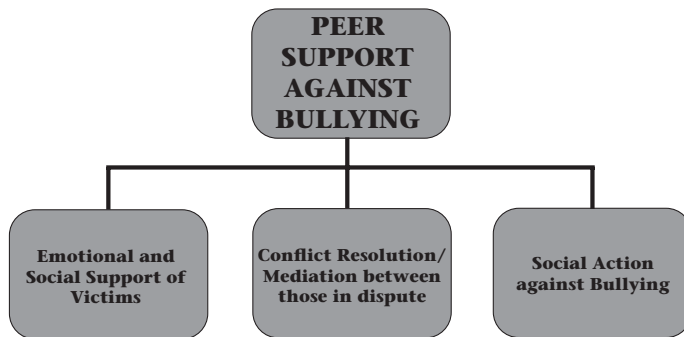 PEER
SUPPORT
AGAINST
BULLYING
Emotional and
Social Support of
Victims
Conflict Resolution/
Mediation between
those in dispute
Social Action
against Bullying